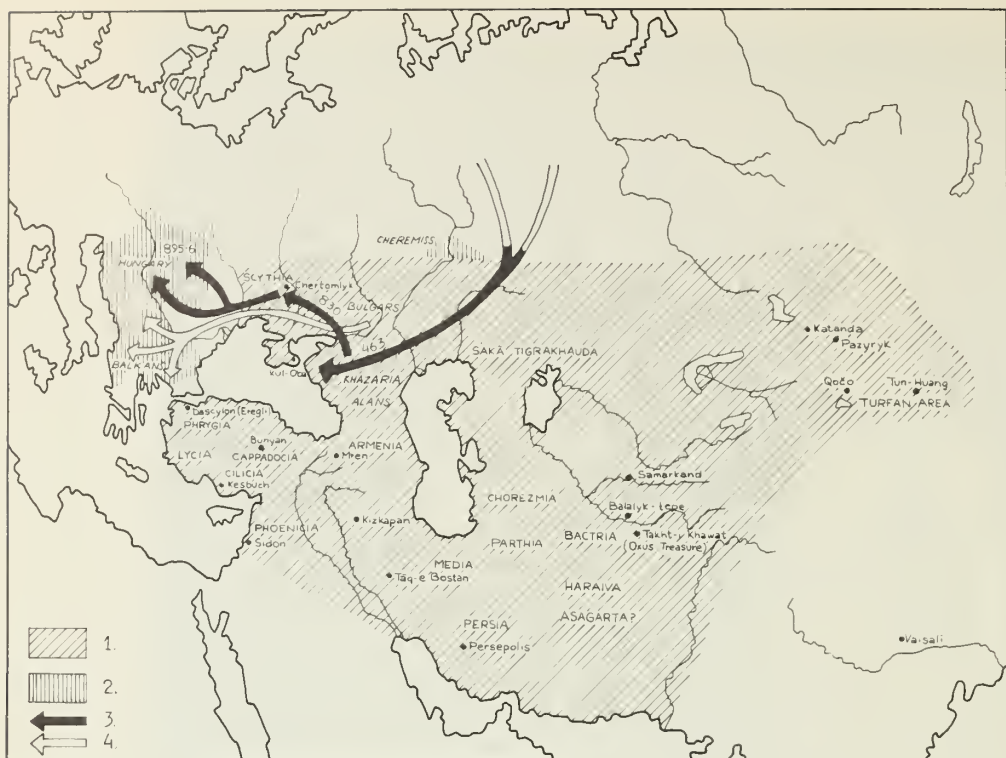 CHEREMISS
895-6
HUNGARY
SCYTHIA
Chertomlyk
830
BULGARS
463
Katanda
Pazyryk
SAKĀ TIGRAKHAUDA
BALKANS
Kul-Oba
KHAZARIA
ALANS
Qočo
Tun-Huang
TURFAN-AREA
Dascylon (Eregli)
PHRYGIA
Bunyan
LYCIA
CAPPADOCIA
ARMENIA
Mren
CILICIA
Kesbuch
Samarkand
CHOREZMIA
Balalyk-tepe
Kizkapan
PHOENICIA
Sidon
PARTHIA
BACTRIA
Takht-y Khawat
(Oxus Treasure)
MEDIA
Tāq-e Bostan
HARAIVA
ASAGARTA?
PERSIA
Persepolis
Vaisali
1.
2.
3.
4.